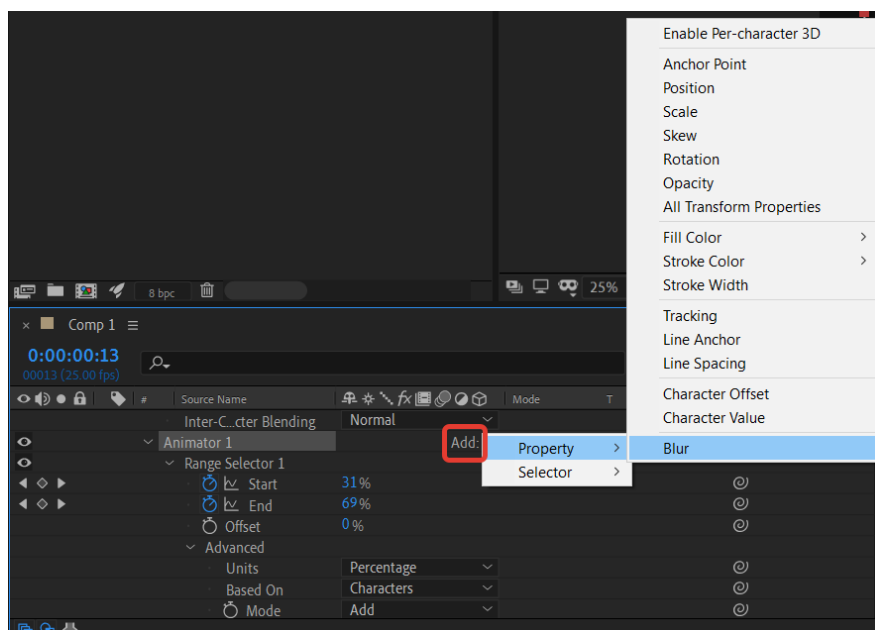 Enable Per-character 3D
Anchor Point
Position
Scale
Skew
Rotation
Opacity
All Transform Properties
Fill Color >
Stroke Color >
Stroke Width
Tracking
Line Anchor
Line Spacing
Character Offset
Character Value
Blur
8 bpc
25%
× Comp 1
0:00:00:13
00013 (25.00 fps)
# Source Name fx Mode T
Inter-C...cter Blending Normal
Animator 1 Add:
Property >
Selector >
Range Selector 1
Start 31%
End 69%
Offset 0%
Advanced
Units Percentage
Based On Characters
Mode Add